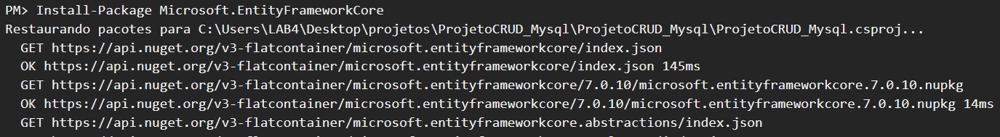 PM> Install-Package Microsoft.EntityFrameworkCore
Restaurando pacotes para C:\Users\LAB4\Desktop\projetos\ProjetoCRUD_Mysql\ProjetoCRUD_Mysql\ProjetoCRUD_Mysql.csproj...
GET https://api.nuget.org/v3-flatcontainer/microsoft.entityframeworkcore/index.json
OK https://api.nuget.org/v3-flatcontainer/microsoft.entityframeworkcore/index.json 145ms
GET https://api.nuget.org/v3-flatcontainer/microsoft.entityframeworkcore/7.0.10/microsoft.entityframeworkcore.7.0.10.nupkg
OK https://api.nuget.org/v3-flatcontainer/microsoft.entityframeworkcore/7.0.10/microsoft.entityframeworkcore.7.0.10.nupkg 14ms
GET https://api.nuget.org/v3-flatcontainer/microsoft.entityframeworkcore.abstractions/index.json